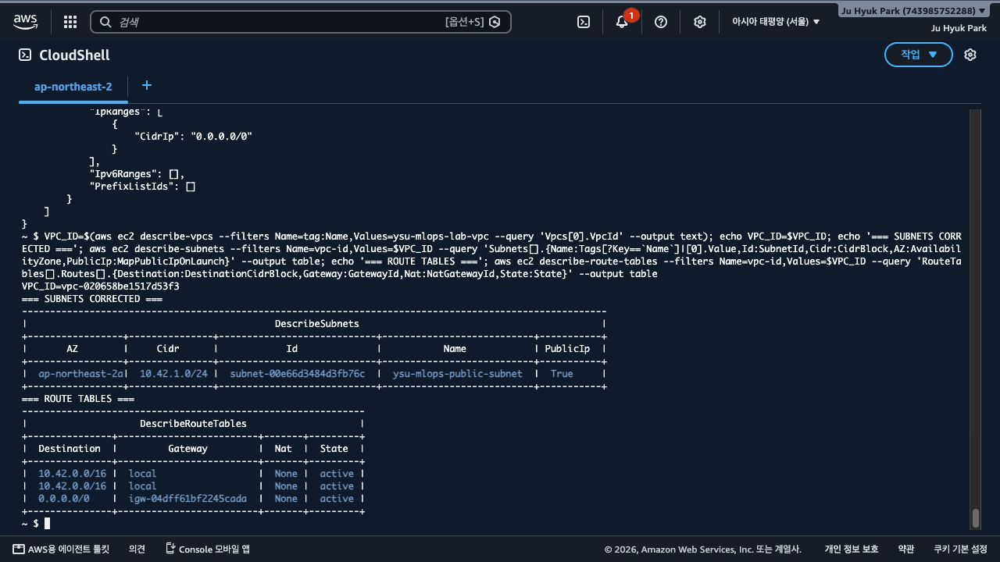 aws
검색
[옵션+S]
1
아시아 태평양 (서울) ▼
Ju Hyuk Park (743985752288) ▼
Ju Hyuk Park
CloudShell
작업 ▼
ap-northeast-2
+
"IpRanges": [
{
"CidrIp": "0.0.0.0/0"
}
],
"Ipv6Ranges": [],
"PrefixListIds": []
}
]
}
~ $ VPC_ID=$(aws ec2 describe-vpcs --filters Name=tag:Name,Values=ysu-mlops-lab-vpc --query 'Vpcs[0].VpcId' --output text); echo VPC_ID=$VPC_ID; echo '=== SUBNETS CORR
ECTED ==='; aws ec2 describe-subnets --filters Name=vpc-id,Values=$VPC_ID --query 'Subnets[].{Name:Tags[?Key==`Name`]|[0].Value,Id:SubnetId,Cidr:CidrBlock,AZ:Availabil
ityZone,PublicIp:MapPublicIpOnLaunch}' --output table; echo '=== ROUTE TABLES ==='; aws ec2 describe-route-tables --filters Name=vpc-id,Values=$VPC_ID --query 'RouteTa
bles[].Routes[].{Destination:DestinationCidrBlock,Gateway:GatewayId,Nat:NatGatewayId,State:State}' --output table
VPC_ID=vpc-020658be1517d53f3
=== SUBNETS CORRECTED ===
--------------------------------------------------------------------------------------------------------
| DescribeSubnets |
+-----------------+---------------+----------------------------+---------------------------+-----------+
| AZ | Cidr | Id | Name | PublicIp |
+-----------------+---------------+----------------------------+---------------------------+-----------+
| ap-northeast-2a| 10.42.1.0/24 | subnet-00e66d3484d3fb76c | ysu-mlops-public-subnet | True |
+-----------------+---------------+----------------------------+---------------------------+-----------+
=== ROUTE TABLES ===
-------------------------------------------------------------
| DescribeRouteTables |
+---------------+-------------------------+-------+---------+
| Destination | Gateway | Nat | State |
+---------------+-------------------------+-------+---------+
| 10.42.0.0/16 | local | None | active |
| 10.42.0.0/16 | local | None | active |
| 0.0.0.0/0 | igw-04dff61bf2245cada | None | active |
+---------------+-------------------------+-------+---------+
~ $
AWS용 에이전트 툴킷
의견
Console 모바일 앱
© 2026, Amazon Web Services, Inc. 또는 계열사.
개인 정보 보호
약관
쿠키 기본 설정